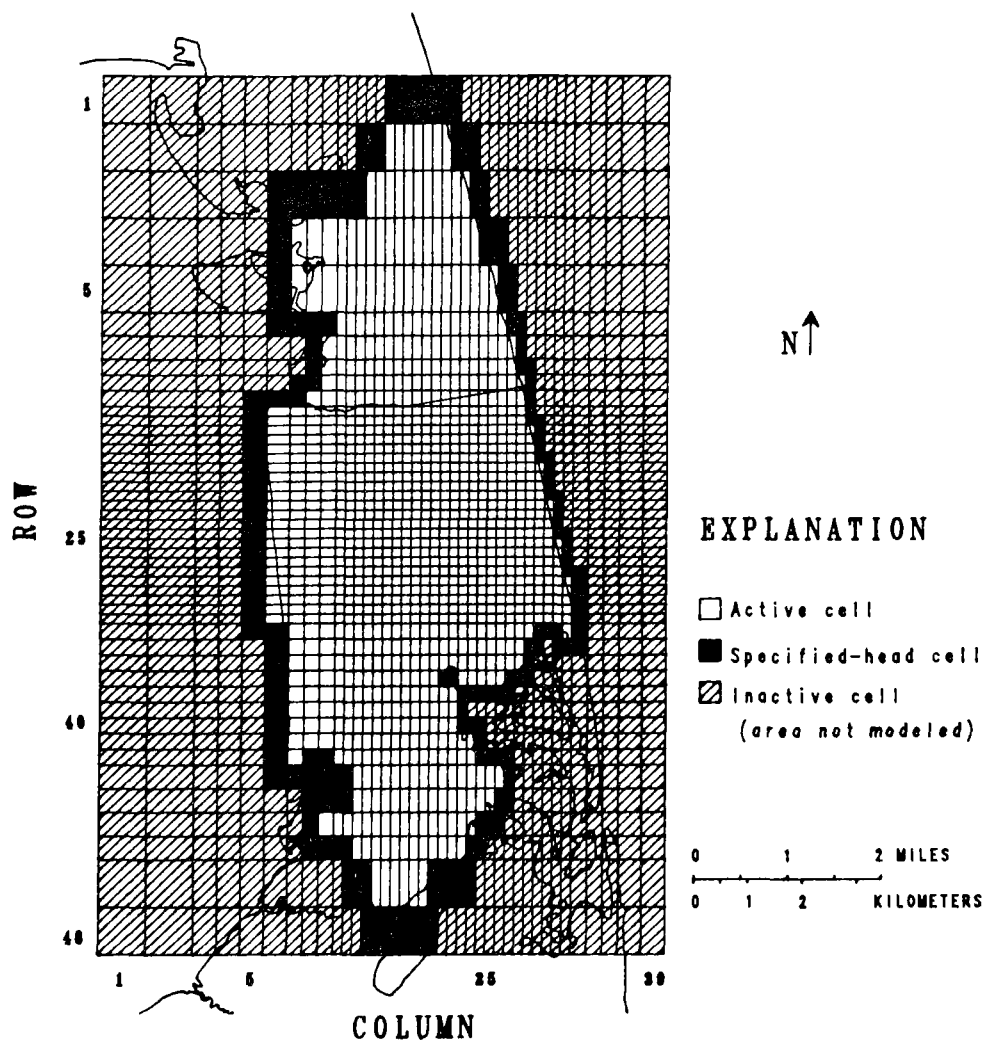 1
5
25
40
48
ROW
1
5
25
39
COLUMN
N
EXPLANATION
Active cell
Specified-head cell
Inactive cell
(area not modeled)
0 1 2 MILES
0 1 2 KILOMETERS